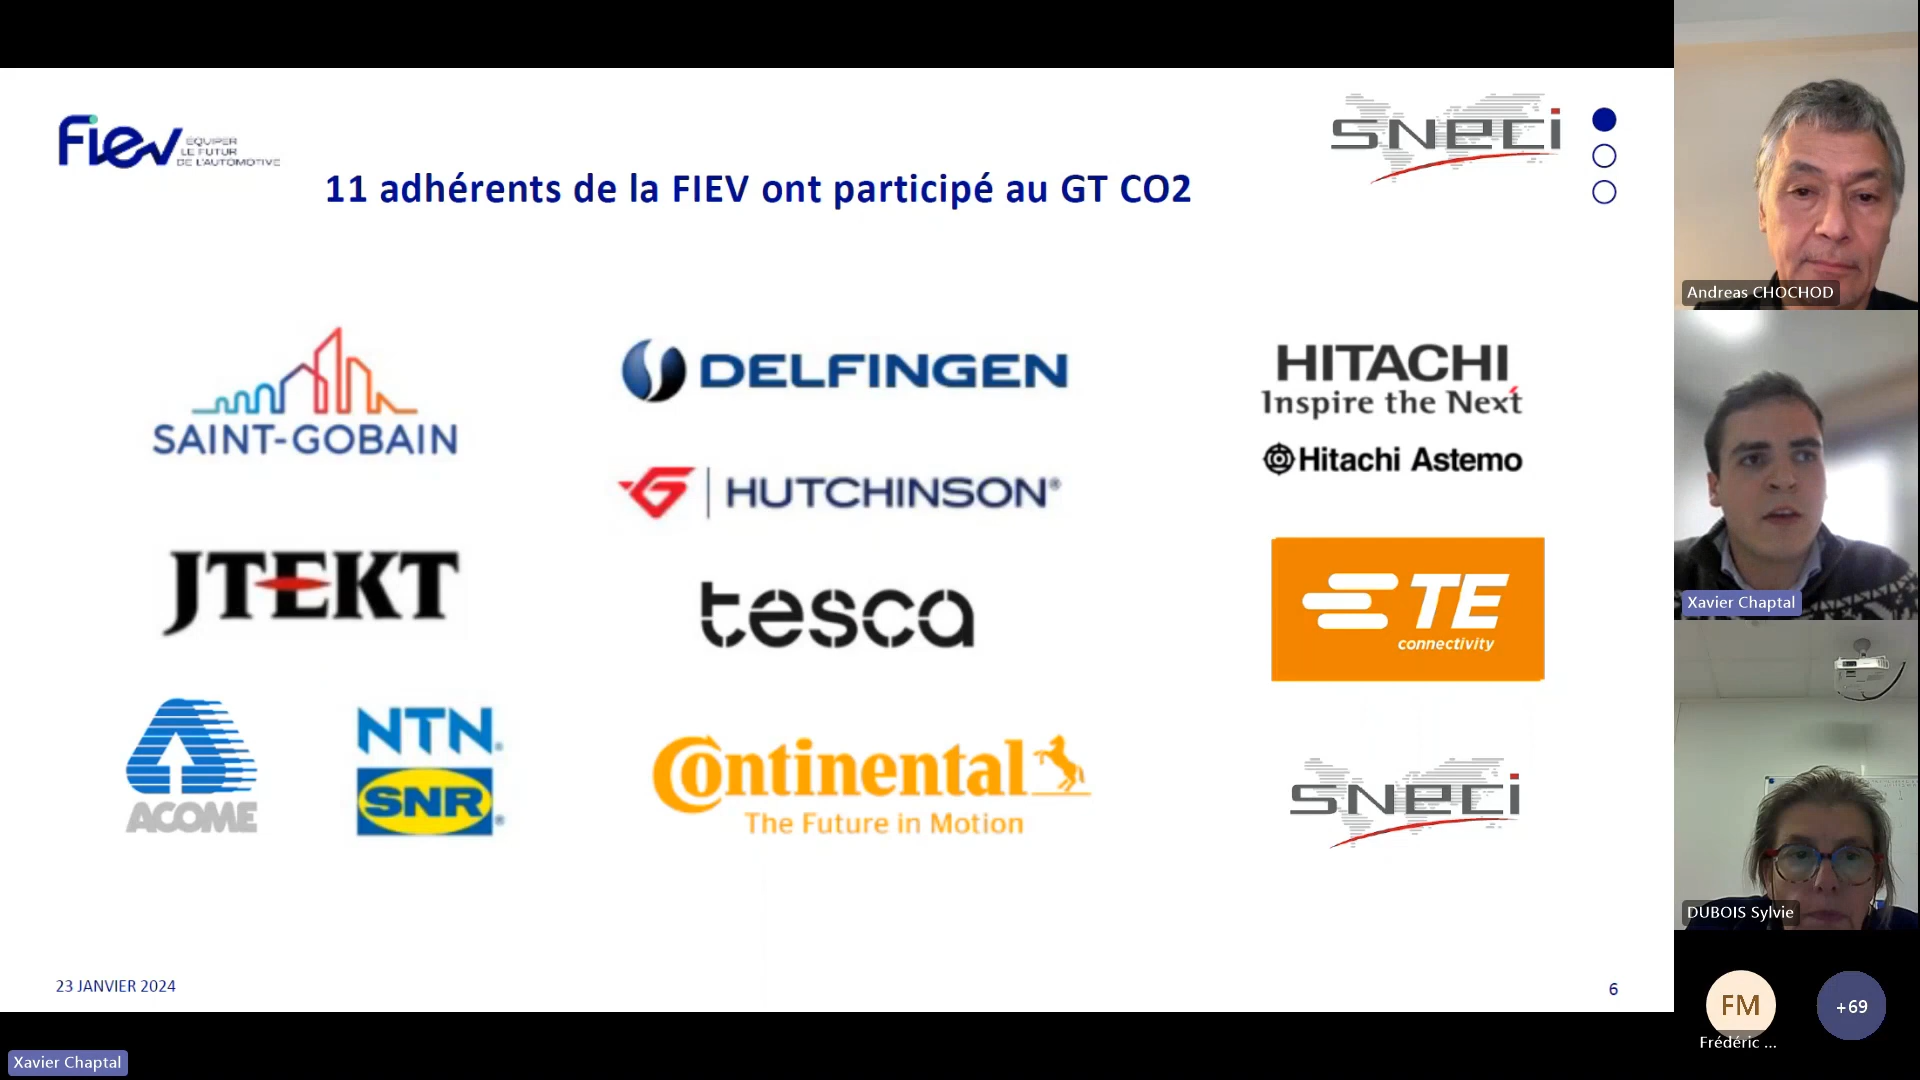 Fiev
ÉQUIPER
LE FUTUR
DE L'AUTOMOTIVE
SNECI
11 adhérents de la FIEV ont participé au GT CO2
SAINT-GOBAIN
DELFINGEN
HITACHI
Inspire the Next
Hitachi Astemo
HUTCHINSON®
JTEKT
tesca
TE
connectivity
ACOME
NTN®
SNR®
Continental
The Future in Motion
SNECI
23 JANVIER 2024
6
Andreas CHOCHOD
Xavier Chaptal
DUBOIS Sylvie
FM
+69
Frédéric ...
Xavier Chaptal